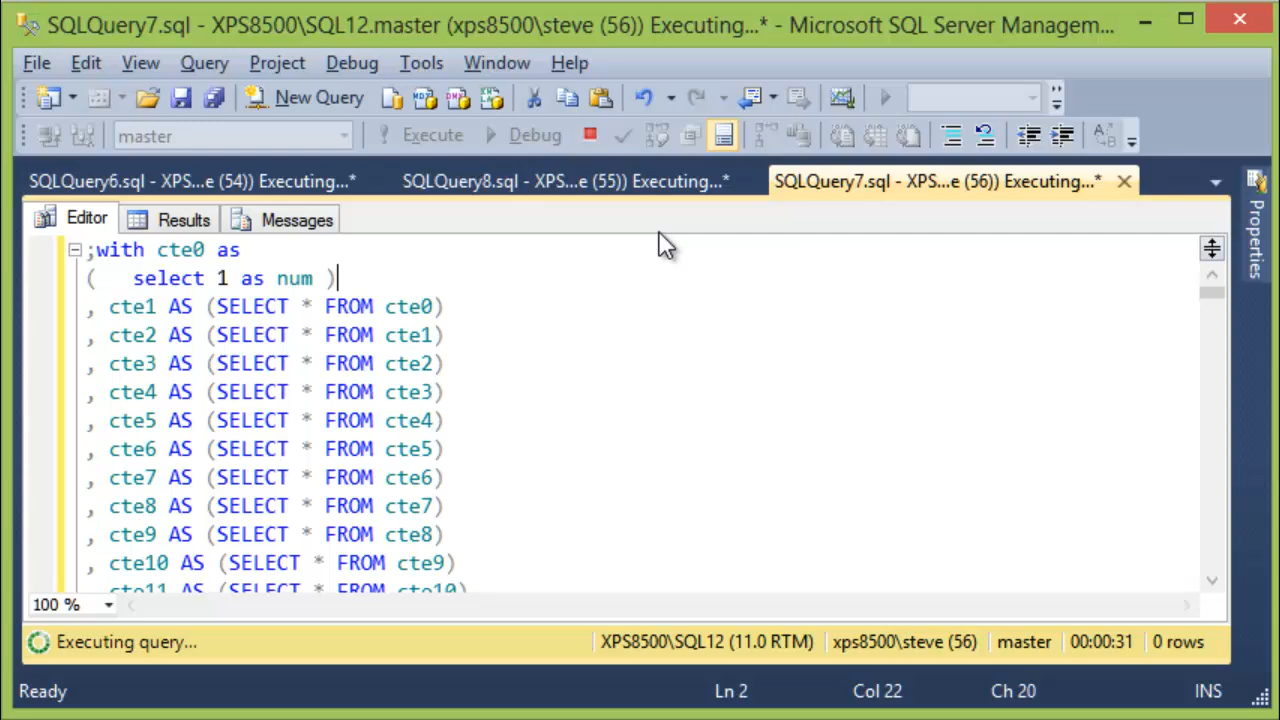 SQLQuery7.sql - XPS8500\SQL12.master (xps8500\steve (56)) Executing...* - Microsoft SQL Server Managem...
File Edit View Query Project Debug Tools Window Help
New Query
master Execute Debug
SQLQuery6.sql - XPS...e (54)) Executing...* SQLQuery8.sql - XPS...e (55)) Executing...* SQLQuery7.sql - XPS...e (56)) Executing...*
Properties
Editor Results Messages
;with cte0 as
( select 1 as num )
, cte1 AS (SELECT * FROM cte0)
, cte2 AS (SELECT * FROM cte1)
, cte3 AS (SELECT * FROM cte2)
, cte4 AS (SELECT * FROM cte3)
, cte5 AS (SELECT * FROM cte4)
, cte6 AS (SELECT * FROM cte5)
, cte7 AS (SELECT * FROM cte6)
, cte8 AS (SELECT * FROM cte7)
, cte9 AS (SELECT * FROM cte8)
, cte10 AS (SELECT * FROM cte9)
, cte11 AS (SELECT * FROM cte10)
100 %
Executing query... XPS8500\SQL12 (11.0 RTM) xps8500\steve (56) master 00:00:31 0 rows
Ready Ln 2 Col 22 Ch 20 INS